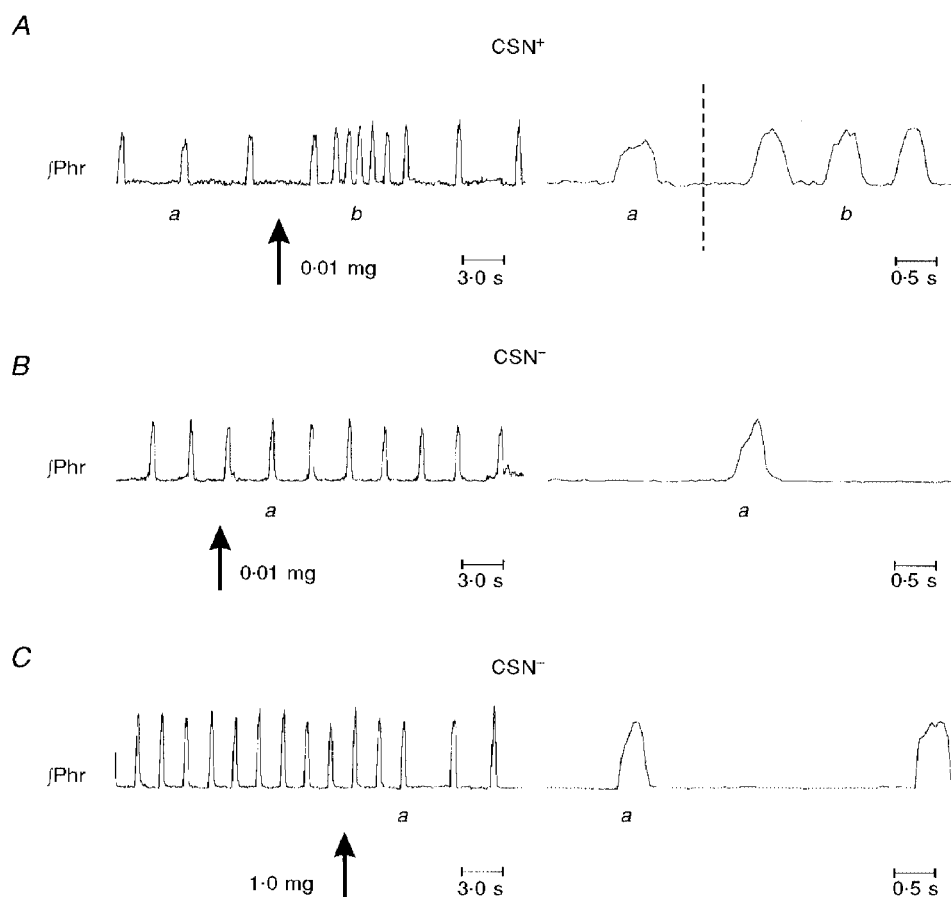 A
CSN⁺
∫Phr
a b a b
0·01 mg 3·0 s 0·5 s
B
CSN⁻
∫Phr
a a
0·01 mg 3·0 s 0·5 s
C
CSN⁻
∫Phr
a a
1·0 mg 3·0 s 0·5 s